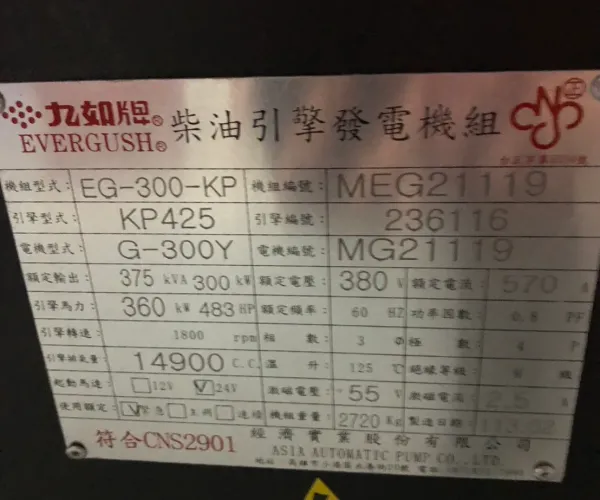 九如牌® 柴油引擎發電機組
EVERGUSH®
機組型式： EG-300-KP 機組編號： MEG21119
引擎型式： KP425 引擎編號： 236116
電機型式： G-300Y 電機編號： MG21119
額定輸出： 375 kVA 300 kW 額定電壓： 380 V 額定電流： 570 A
引擎馬力： 360 kW 483 HP 額定頻率： 60 HZ 功率因數： 0.8 PF
引擎轉速： 1800 rpm 相 數： 3 Φ 極 數： 4 P
引擎排氣量： 14900 C.C. 溫 升： 125 ℃ 絕緣等級： H 級
起動馬達： 12V 24V 激磁電壓： 55 V 激磁電流： 2.5 A
使用額定： 緊急 主用 連續 機組重量： 2720 Kg 製造日期：
符合CNS2901 經濟實業股份有限公司
ASIA AUTOMATIC PUMP CO., LTD.